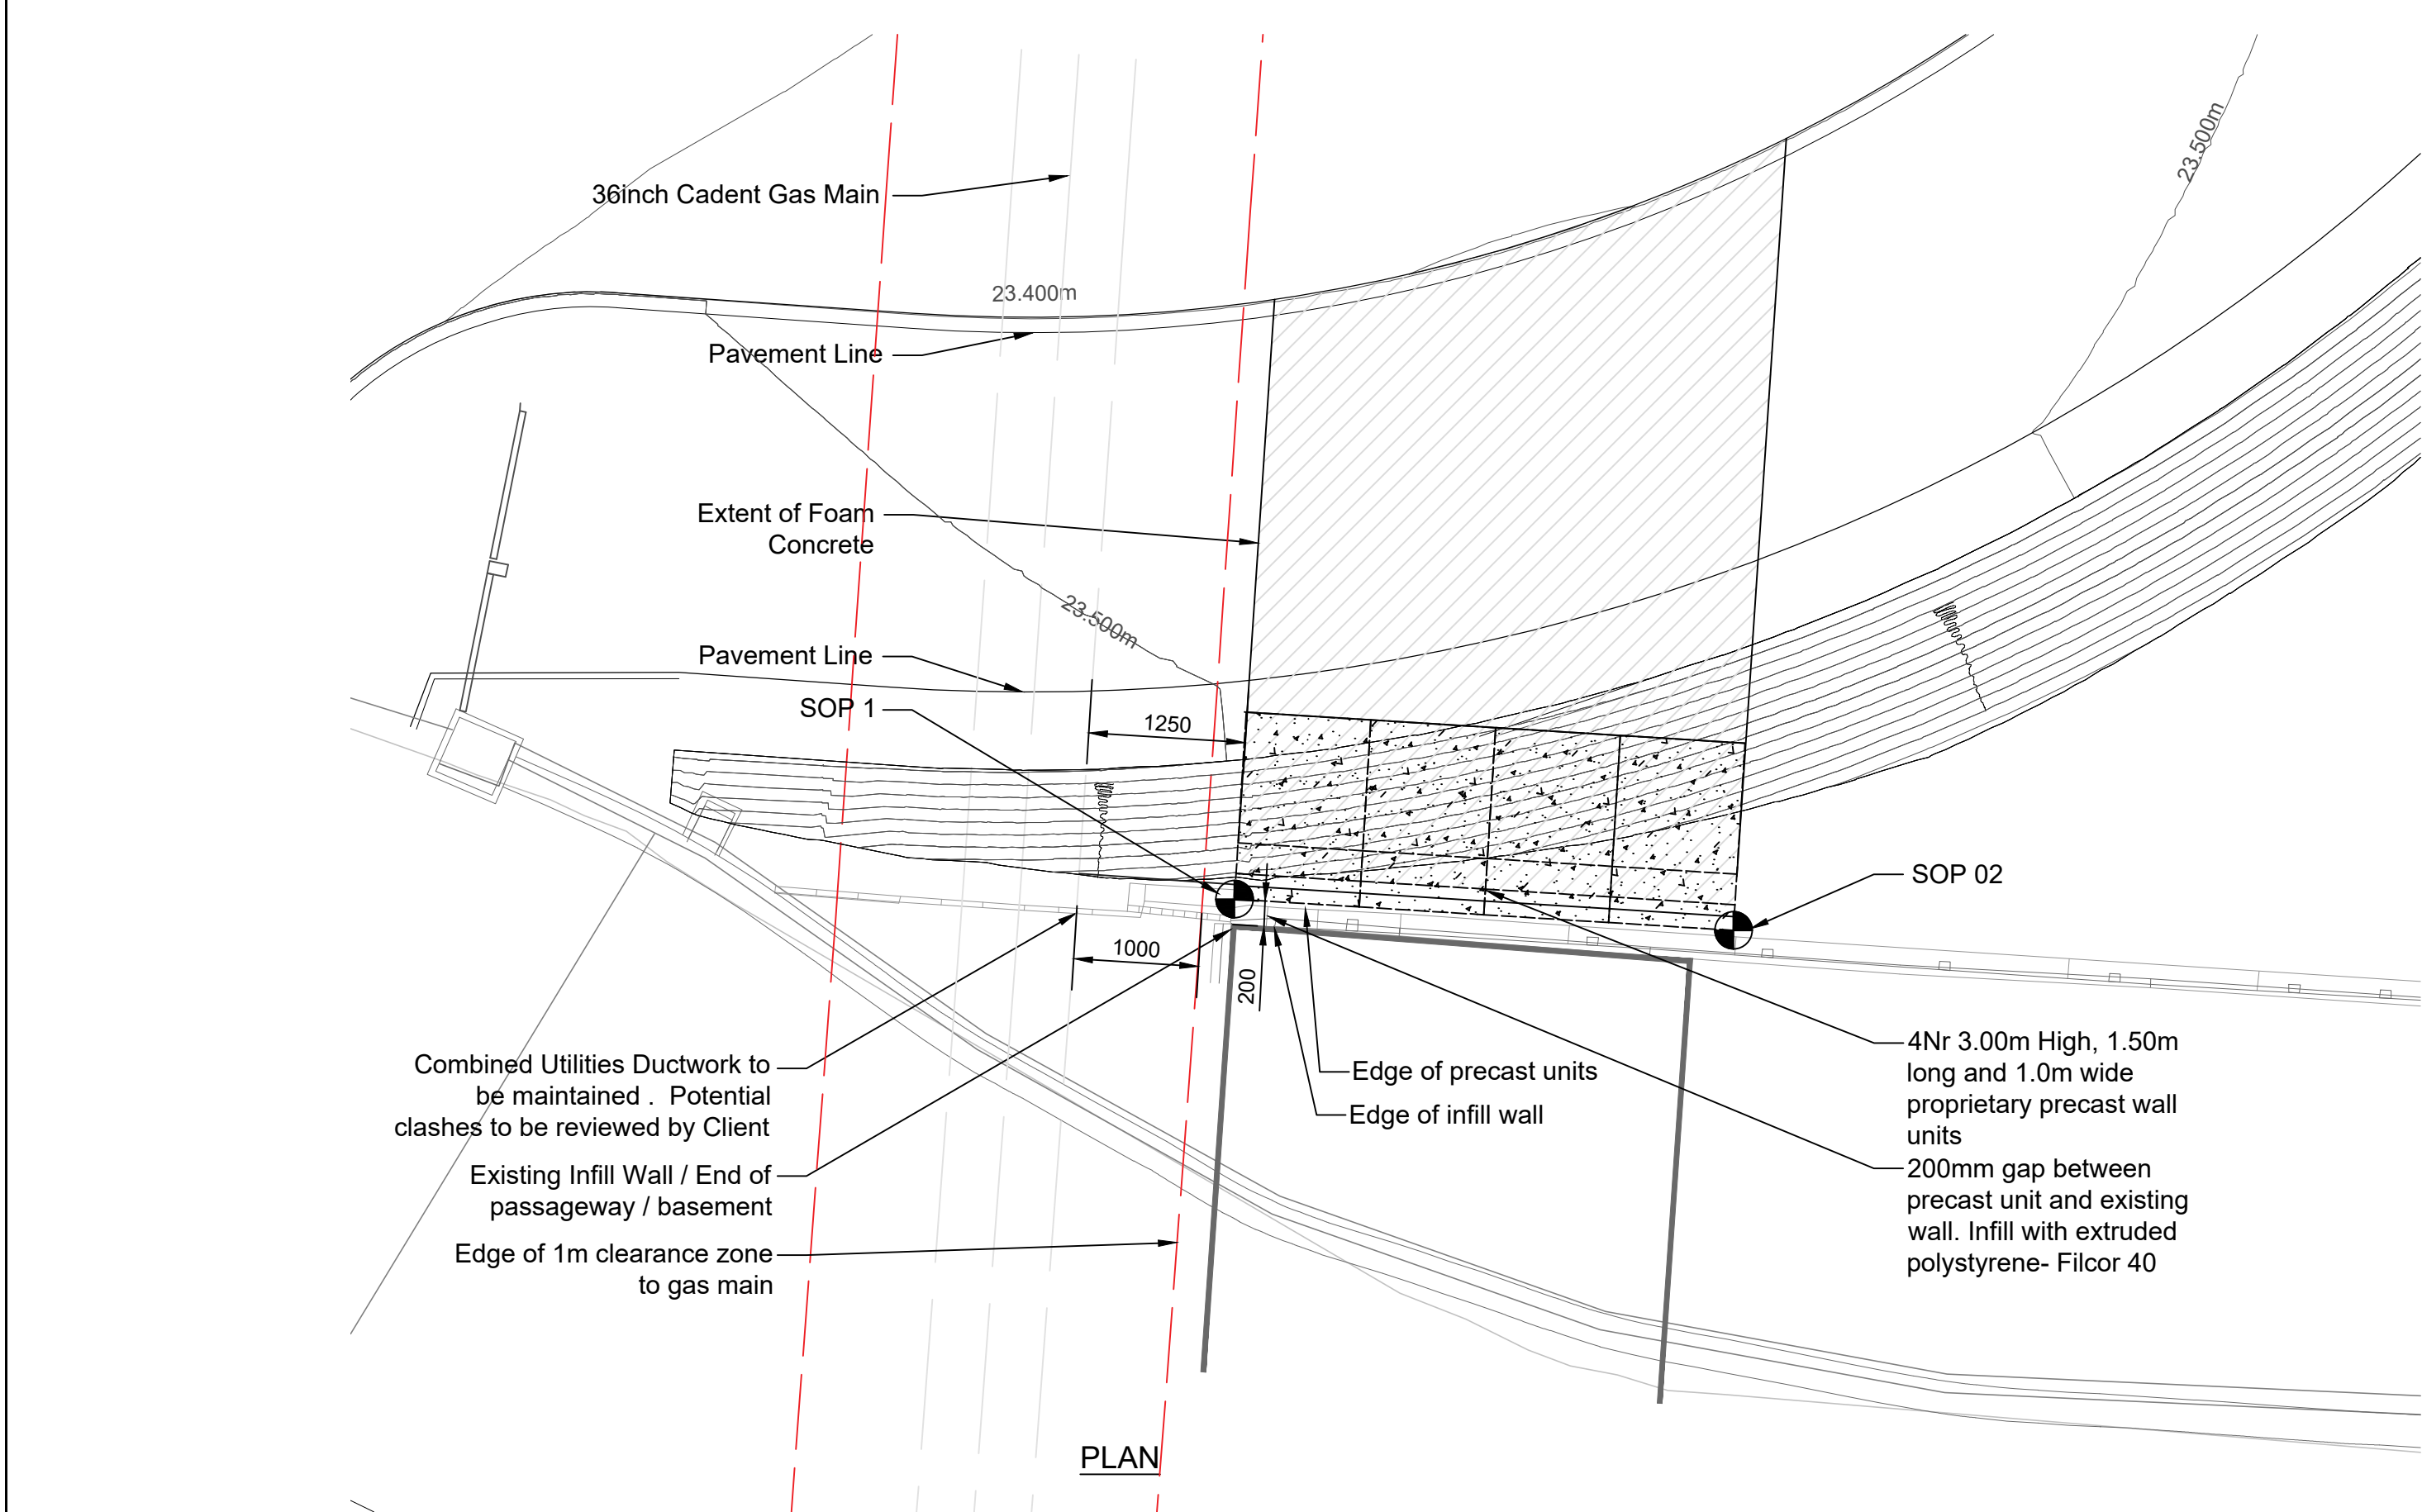 23.500m
36inch Cadent Gas Main
23.400m
Pavement Line
Extent of Foam
Concrete
23.500m
Pavement Line
SOP 1
1250
SOP 02
1000
200
Combined Utilities Ductwork to
be maintained .  Potential
clashes to be reviewed by Client
Existing Infill Wall / End of
passageway / basement
Edge of 1m clearance zone
to gas main
Edge of precast units
Edge of infill wall
4Nr 3.00m High, 1.50m
long and 1.0m wide
proprietary precast wall
units
200mm gap between
precast unit and existing
wall. Infill with extruded
polystyrene- Filcor 40
PLAN